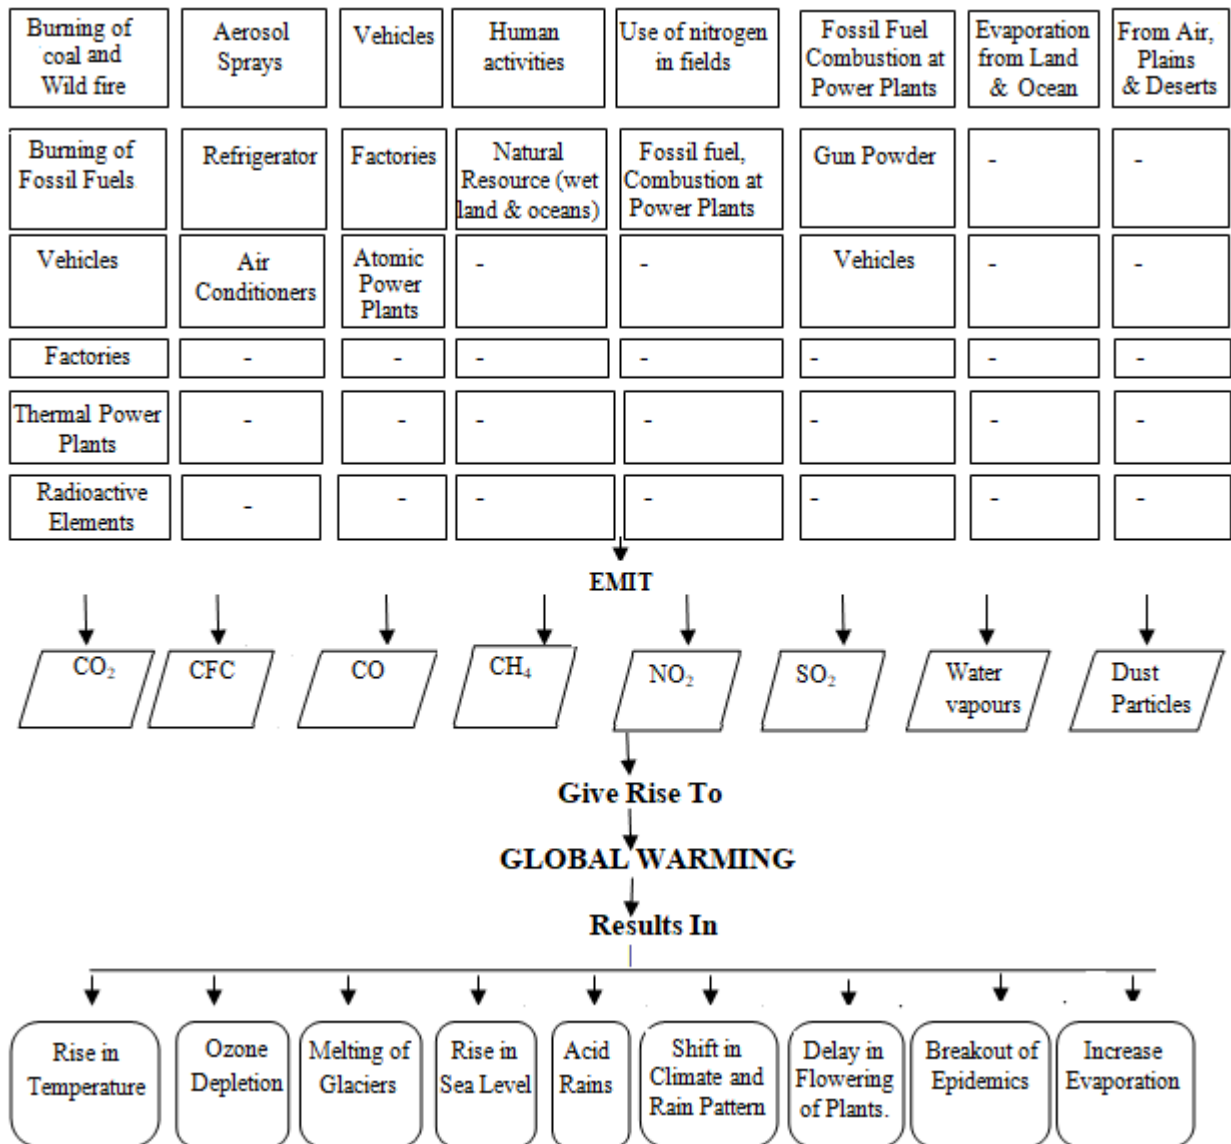 Burning of
coal and
Wild fire
Aerosol
Sprays
Vehicles
Human
activities
Use of nitrogen
in fields
Fossil Fuel
Combustion at
Power Plants
Evaporation
from Land
& Ocean
From Air,
Plains
& Deserts
Burning of
Fossil Fuels
Refrigerator
Factories
Natural
Resource (wet
land & oceans)
Fossil fuel,
Combustion at
Power Plants
Gun Powder
-
-
Vehicles
Air
Conditioners
Atomic
Power
Plants
-
-
Vehicles
-
-
Factories
-
-
-
-
-
-
-
Thermal Power
Plants
-
-
-
-
-
-
-
Radioactive
Elements
-
-
-
-
-
-
-
EMIT
CO₂
CFC
CO
CH₄
NO₂
SO₂
Water
vapours
Dust
Particles
Give Rise To
GLOBAL WARMING
Results In
Rise in
Temperature
Ozone
Depletion
Melting of
Glaciers
Rise in
Sea Level
Acid
Rains
Shift in
Climate and
Rain Pattern
Delay in
Flowering
of Plants.
Breakout of
Epidemics
Increase
Evaporation